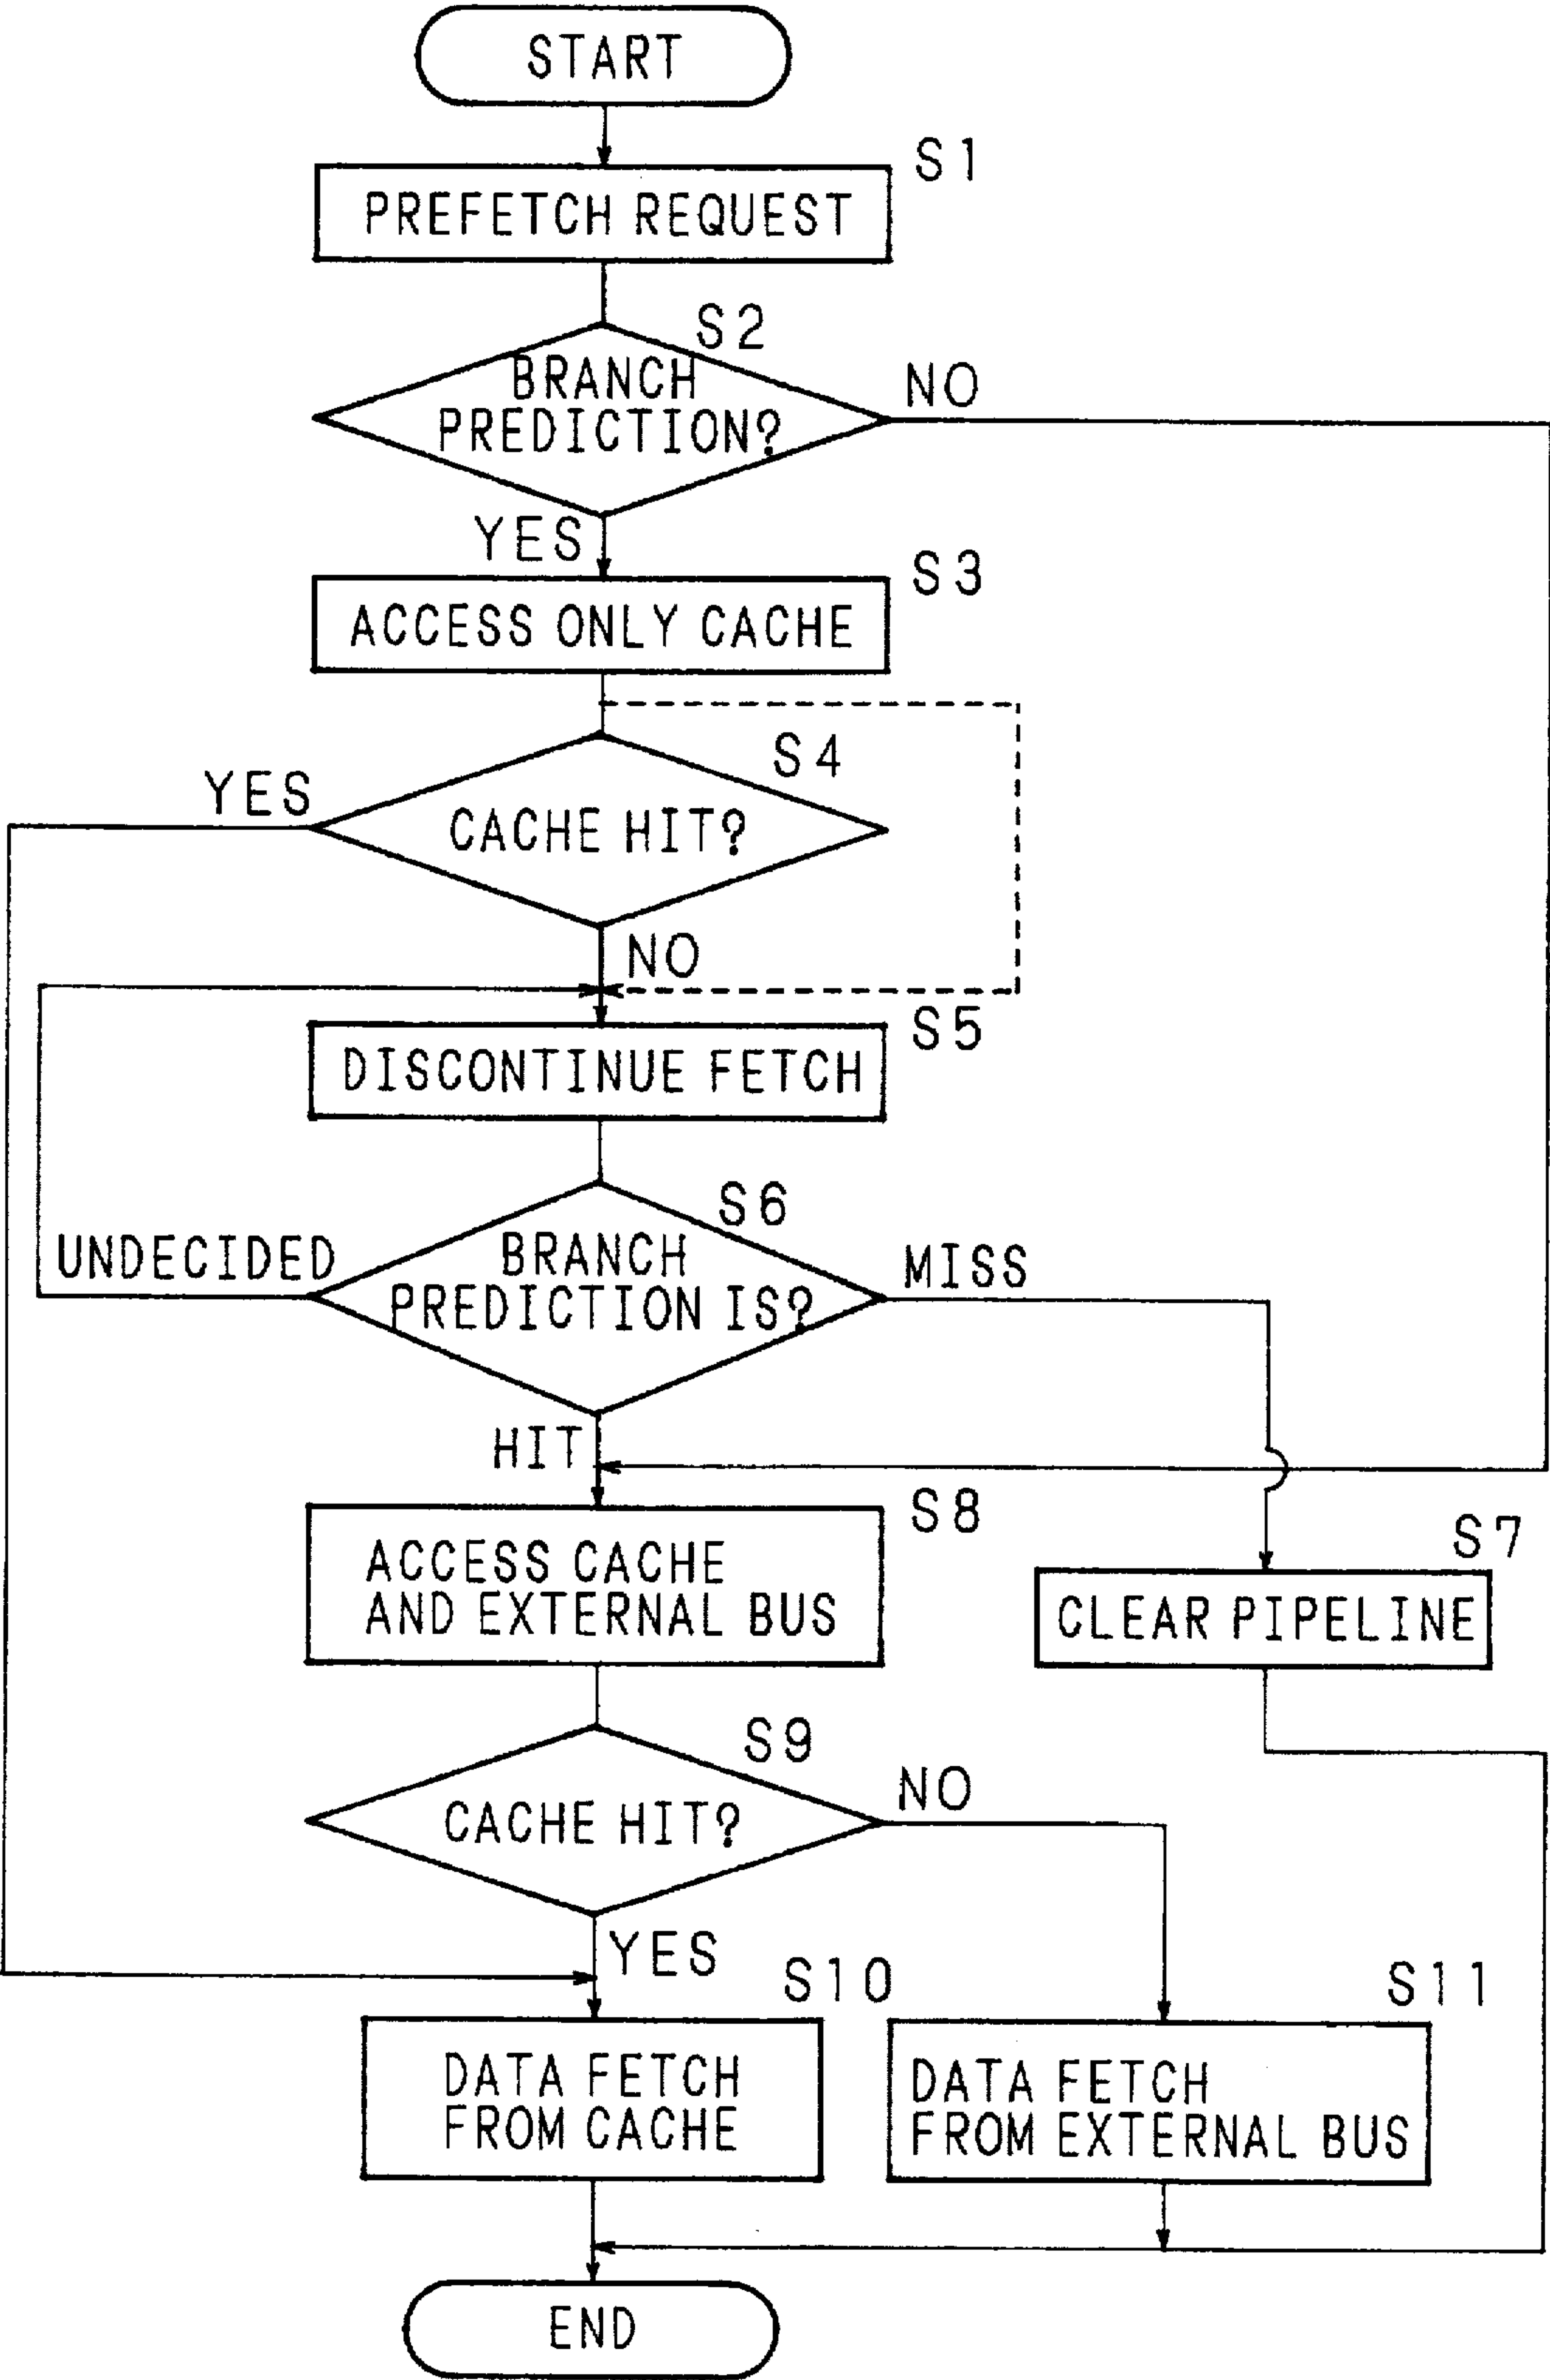 START
S1
PREFETCH REQUEST
S2
BRANCH
PREDICTION?
NO
YES
S3
ACCESS ONLY CACHE
S4
YES
CACHE HIT?
NO
S5
DISCONTINUE FETCH
S6
UNDECIDED
BRANCH
PREDICTION IS?
MISS
HIT
S8
ACCESS CACHE
AND EXTERNAL BUS
S7
CLEAR PIPELINE
S9
CACHE HIT?
NO
YES
S10
DATA FETCH
FROM CACHE
S11
DATA FETCH
FROM EXTERNAL BUS
END